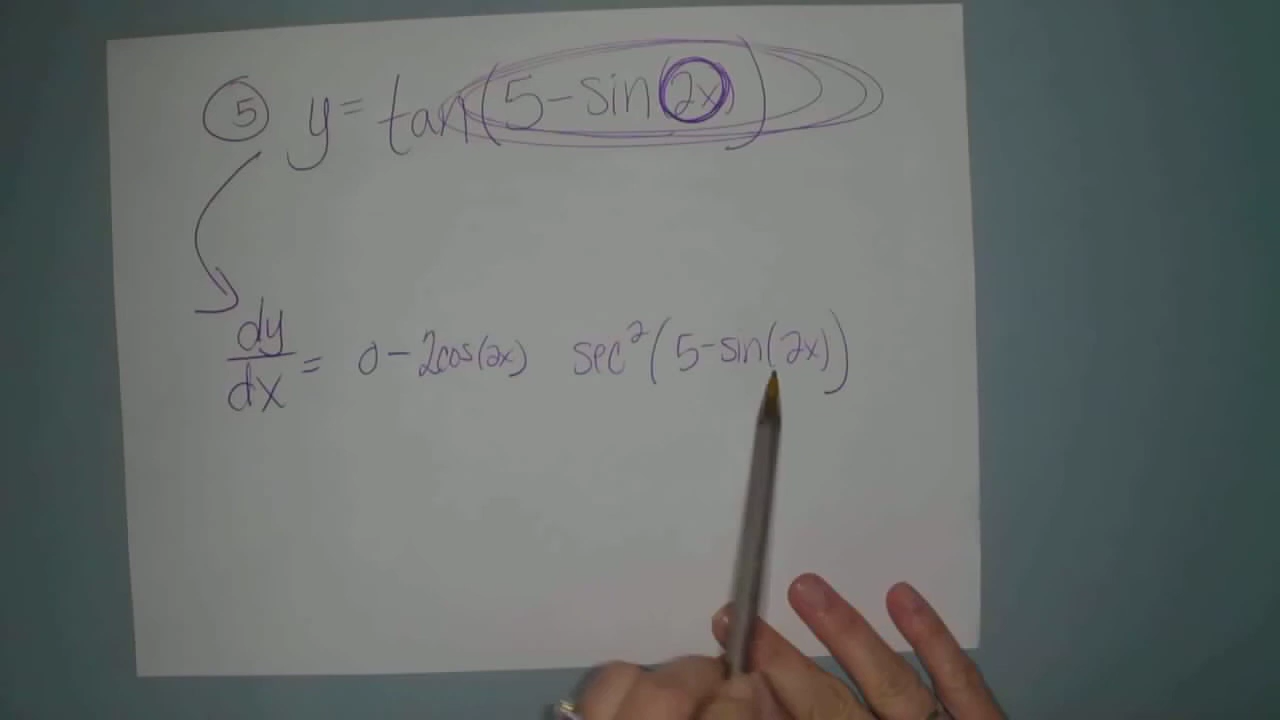 5 y = tan(5-sin(2x))
dy/dx = 0-2cos(2x) sec²(5-sin(2x))